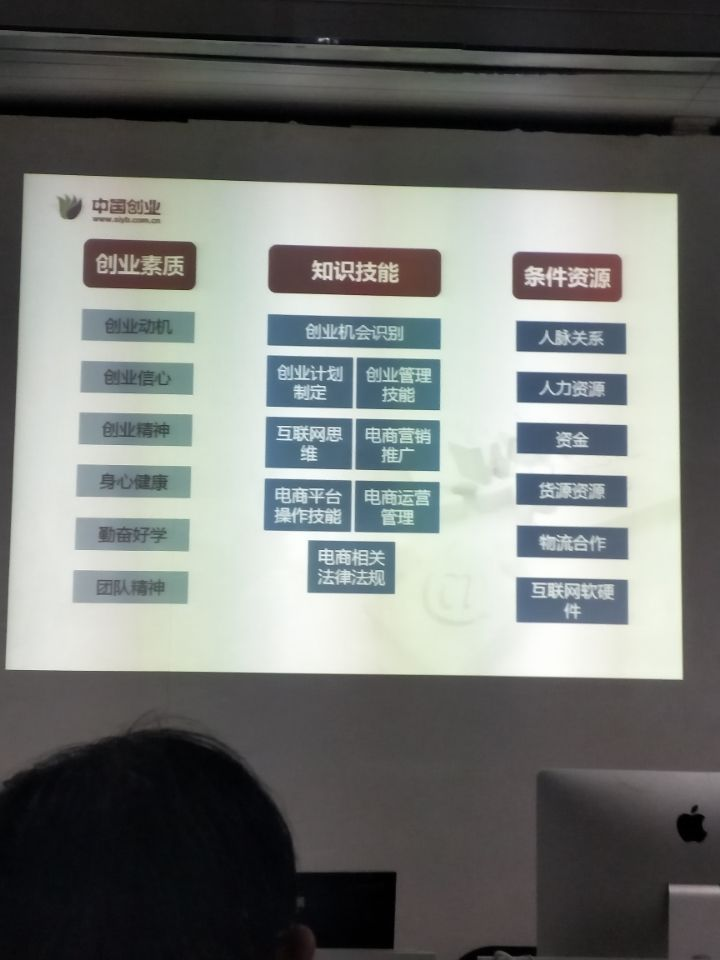 中国创业
www.siyb.com.cn
创业素质
创业动机
创业信心
创业精神
身心健康
勤奋好学
团队精神
知识技能
创业机会识别
创业计划
制定
创业管理
技能
互联网思
维
电商营销
推广
电商平台
操作技能
电商运营
管理
电商相关
法律法规
条件资源
人脉关系
人力资源
资金
货源资源
物流合作
互联网软硬
件